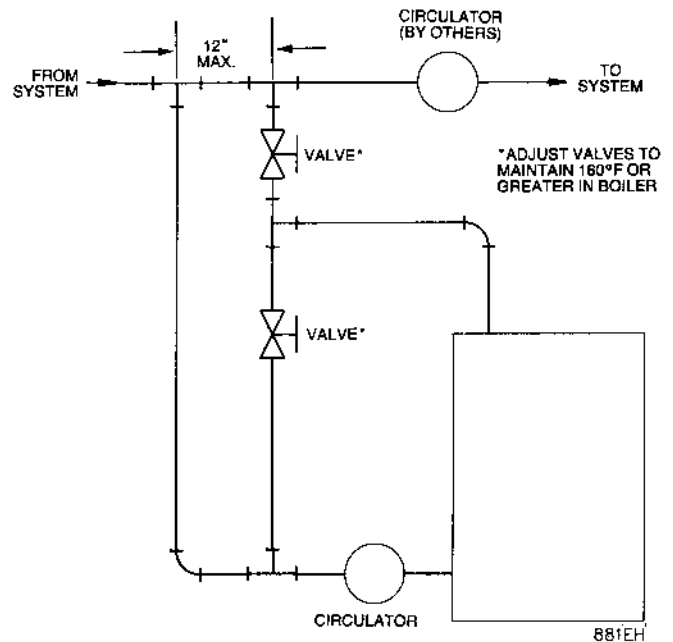 CIRCULATOR
(BY OTHERS)
12"
MAX.
FROM
SYSTEM
TO
SYSTEM
VALVE*
*ADJUST VALVES TO
MAINTAIN 160°F OR
GREATER IN BOILER
VALVE*
CIRCULATOR
881EH